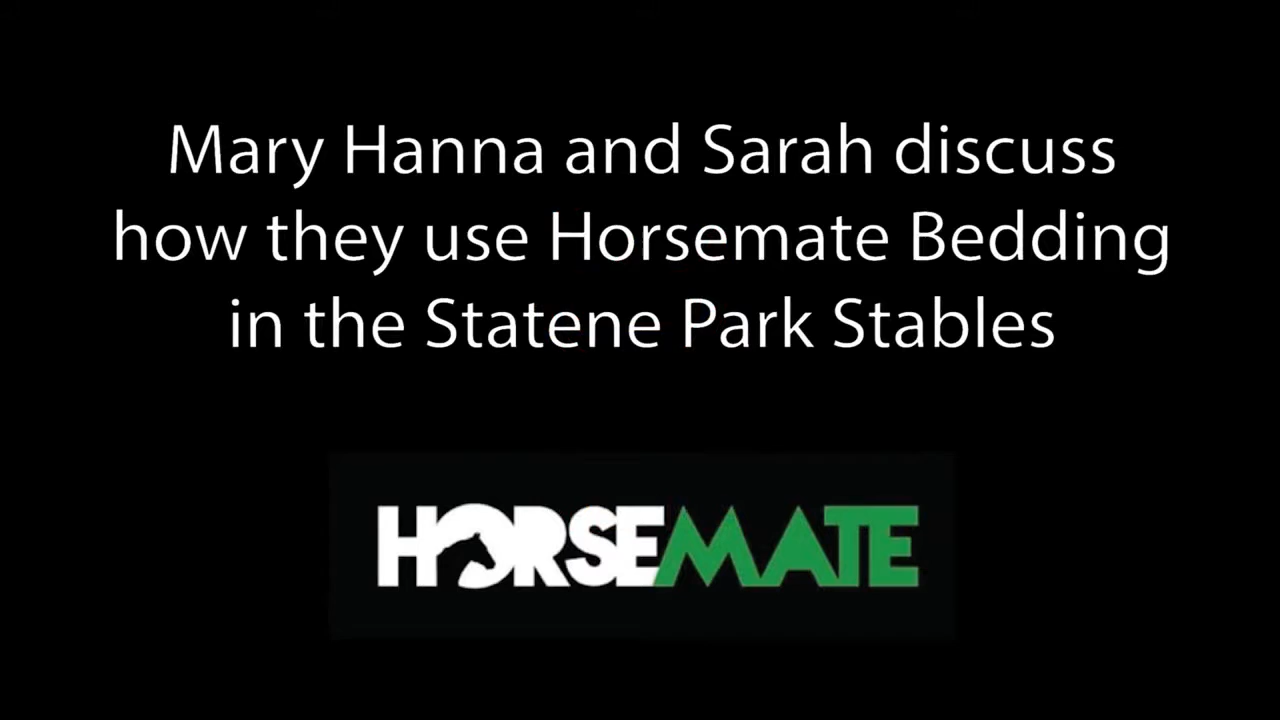 Mary Hanna and Sarah discuss
how they use Horsemate Bedding
in the Statene Park Stables
HORSEMATE